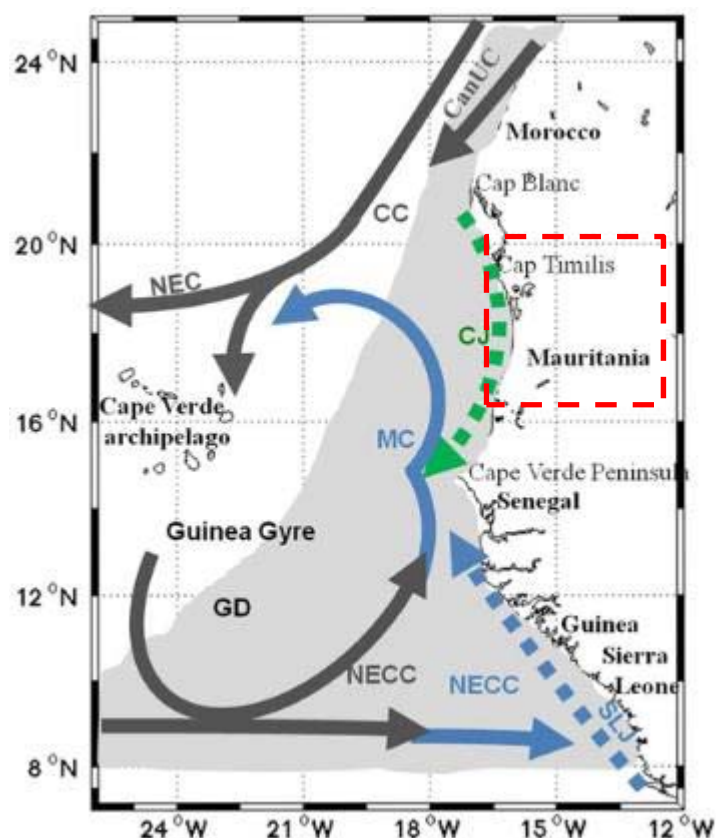 24°N
CanUC
Morocco
Cap Blanc
CC
20°N
Cap Timilis
NEC
CJ
Mauritania
Cape Verde
archipelago
16°N
MC
Cape Verde Peninsula
Senegal
Guinea Gyre
12°N
GD
Guinea
Sierra
Leone
NECC
NECC
SLJ
8°N
24°W
21°W
18°W
15°W
12°W